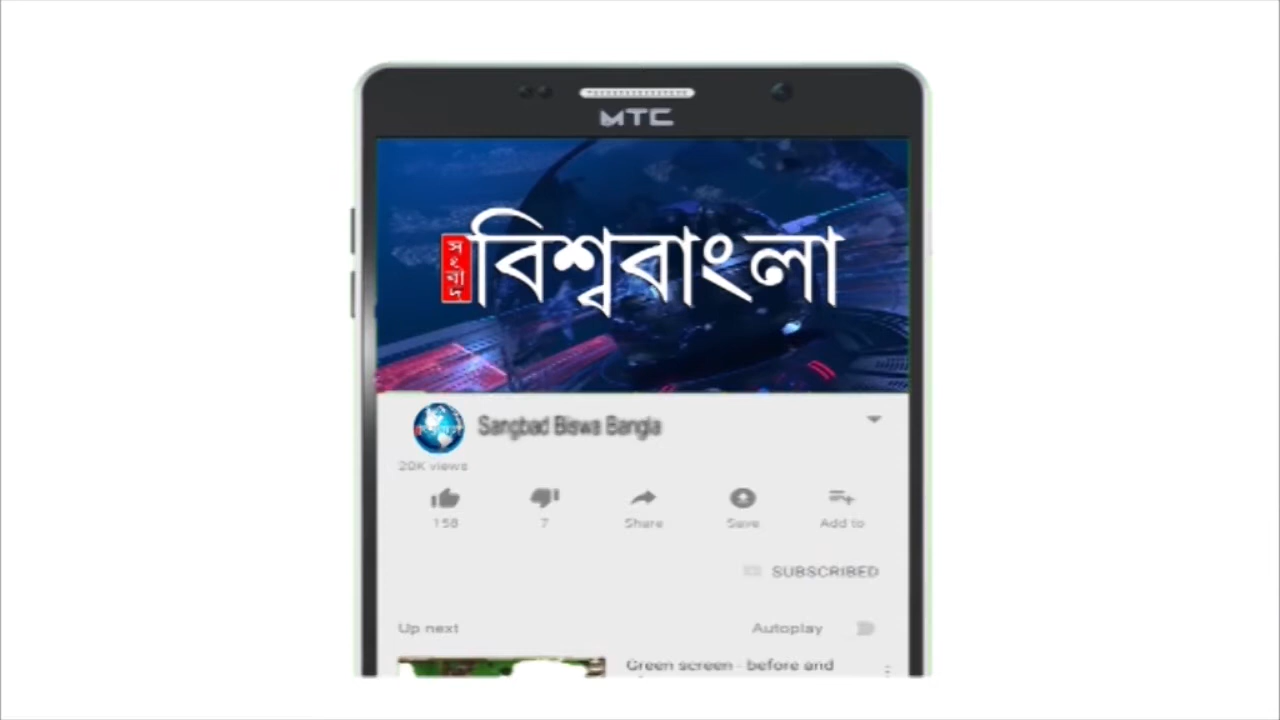 MTC
সংবাদ বিশ্ববাংলা
Sangbad Biswa Bangla
20K views
158 7 Share Save Add to
SUBSCRIBED
Up next Autoplay
Green screen - before and